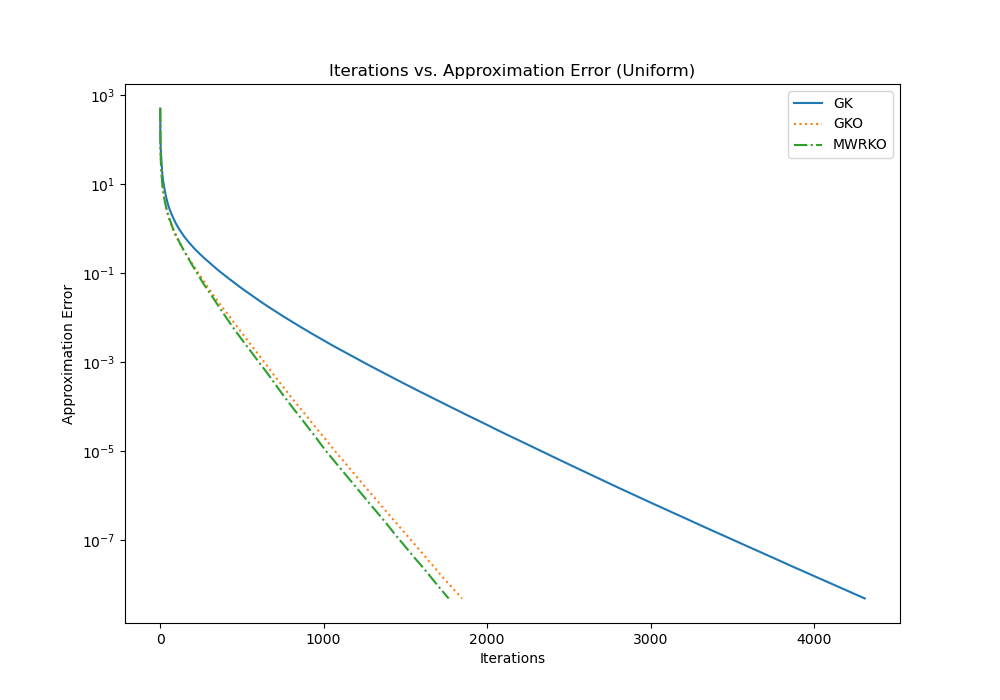 Iterations vs. Approximation Error (Uniform)
GK
GKO
MWRKO
Approximation Error
10³
10¹
10⁻¹
10⁻³
10⁻⁵
10⁻⁷
0 1000 2000 3000 4000
Iterations